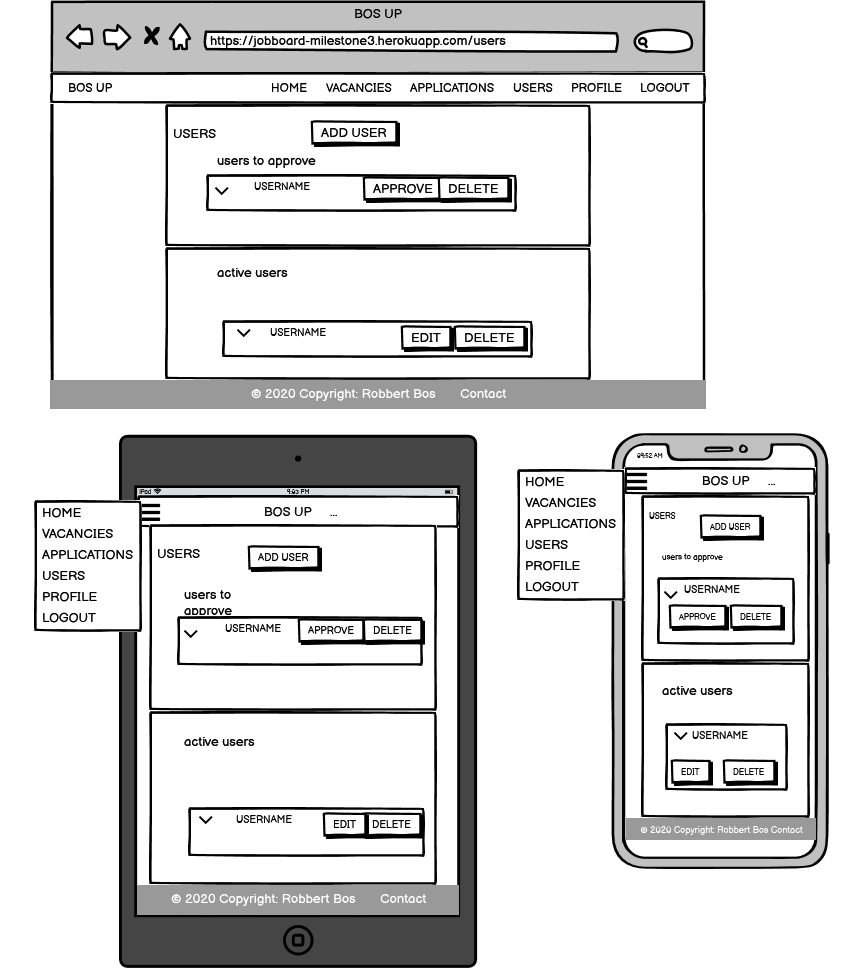 BOS UP
https://jobboard-milestone3.herokuapp.com/users
BOS UP HOME VACANCIES APPLICATIONS USERS PROFILE LOGOUT
USERS ADD USER
users to approve
USERNAME APPROVE DELETE
active users
USERNAME EDIT DELETE
© 2020 Copyright: Robbert Bos Contact
iPad 9:03 PM
BOS UP ...
HOME
VACANCIES
APPLICATIONS
USERS
PROFILE
LOGOUT
USERS ADD USER
users to
approve
USERNAME APPROVE DELETE
active users
USERNAME EDIT DELETE
© 2020 Copyright: Robbert Bos Contact
09:52 AM
BOS UP ...
HOME
VACANCIES
APPLICATIONS
USERS
PROFILE
LOGOUT
USERS
ADD USER
users to approve
USERNAME
APPROVE DELETE
active users
USERNAME
EDIT DELETE
© 2020 Copyright: Robbert Bos Contact